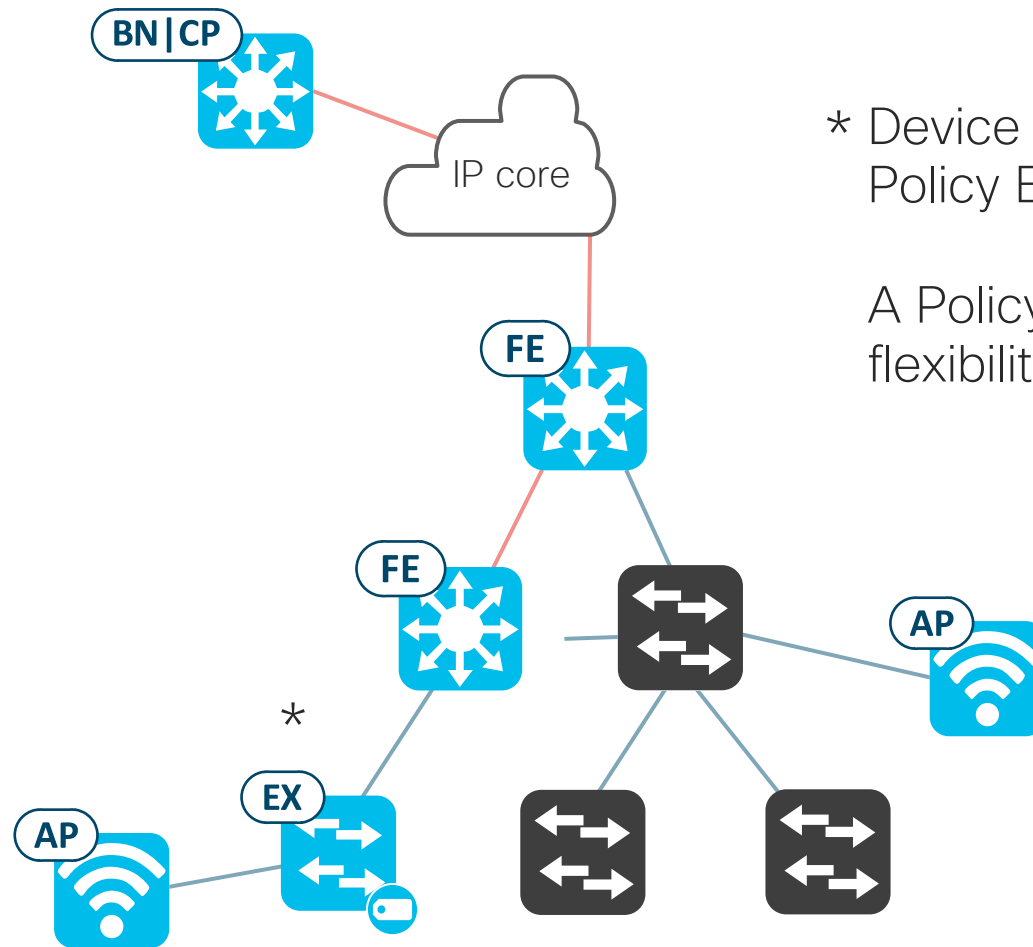 BN|CP
* Device
Policy E
IP core
A Policy
flexibilit
FE
FE
AP
*
EX
AP